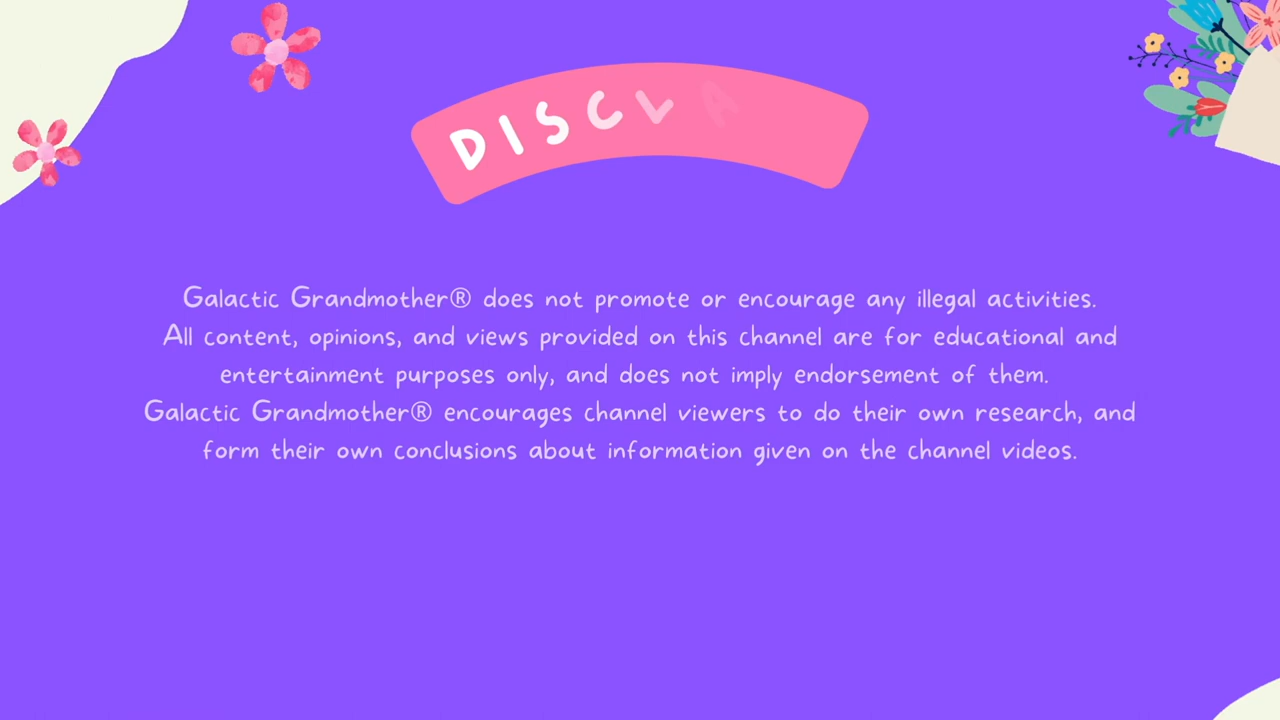 DISCLA
Galactic Grandmother® does not promote or encourage any illegal activities.
All content, opinions, and views provided on this channel are for educational and
entertainment purposes only, and does not imply endorsement of them.
Galactic Grandmother® encourages channel viewers to do their own research, and
form their own conclusions about information given on the channel videos.